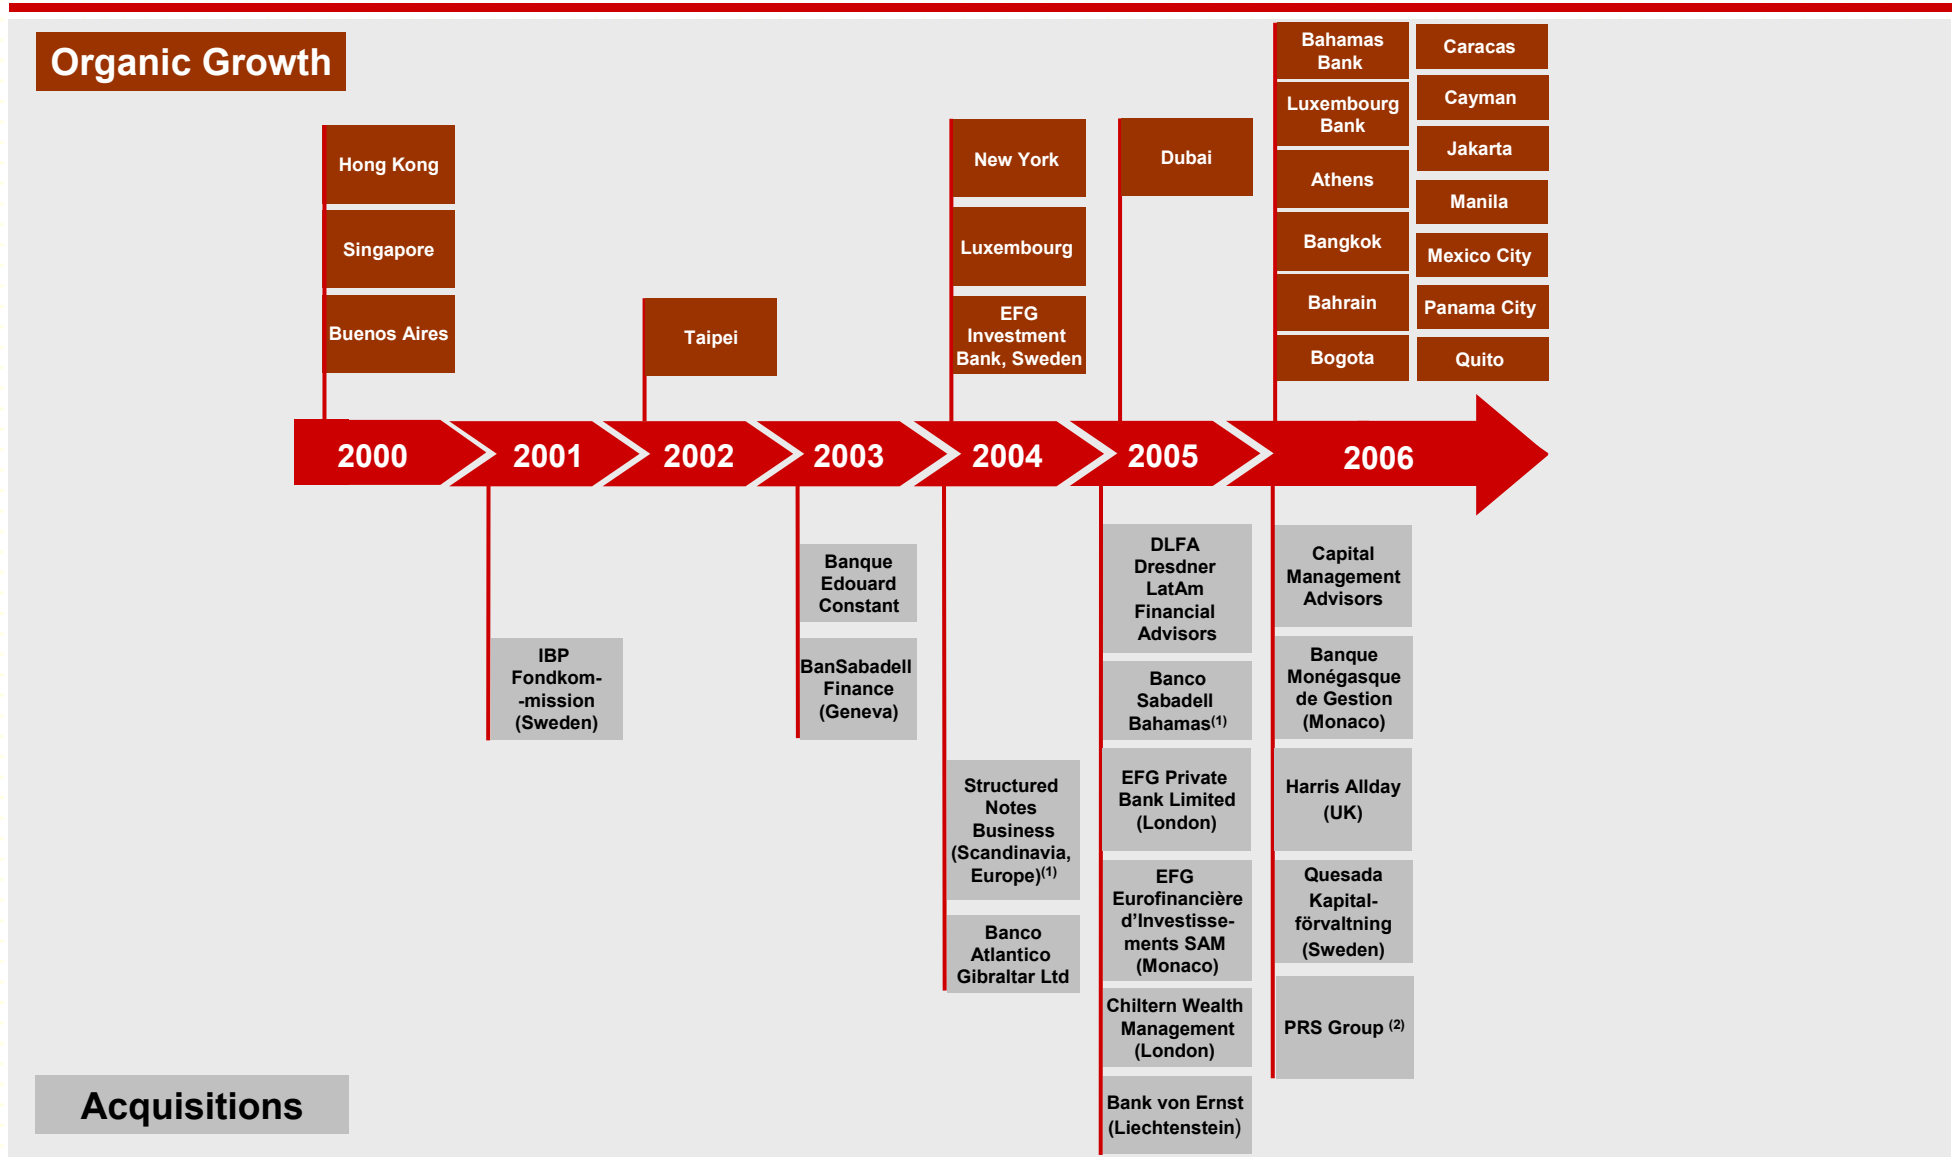 Organic Growth
Hong Kong
Singapore
Buenos Aires
Taipei
New York
Luxembourg
EFG
Investment
Bank, Sweden
Dubai
Bahamas
Bank
Luxembourg
Bank
Athens
Bangkok
Bahrain
Bogota
Caracas
Cayman
Jakarta
Manila
Mexico City
Panama City
Quito
2000
2001
2002
2003
2004
2005
2006
IBP
Fondkom-
-mission
(Sweden)
Banque
Edouard
Constant
BanSabadell
Finance
(Geneva)
Structured
Notes
Business
(Scandinavia,
Europe)(1)
Banco
Atlantico
Gibraltar Ltd
DLFA
Dresdner
LatAm
Financial
Advisors
Banco
Sabadell
Bahamas(1)
EFG Private
Bank Limited
(London)
EFG
Eurofinancière
d’Investisse-
ments SAM
(Monaco)
Chiltern Wealth
Management
(London)
Bank von Ernst
(Liechtenstein)
Capital
Management
Advisors
Banque
Monégasque
de Gestion
(Monaco)
Harris Allday
(UK)
Quesada
Kapital-
förvaltning
(Sweden)
PRS Group (2)
Acquisitions